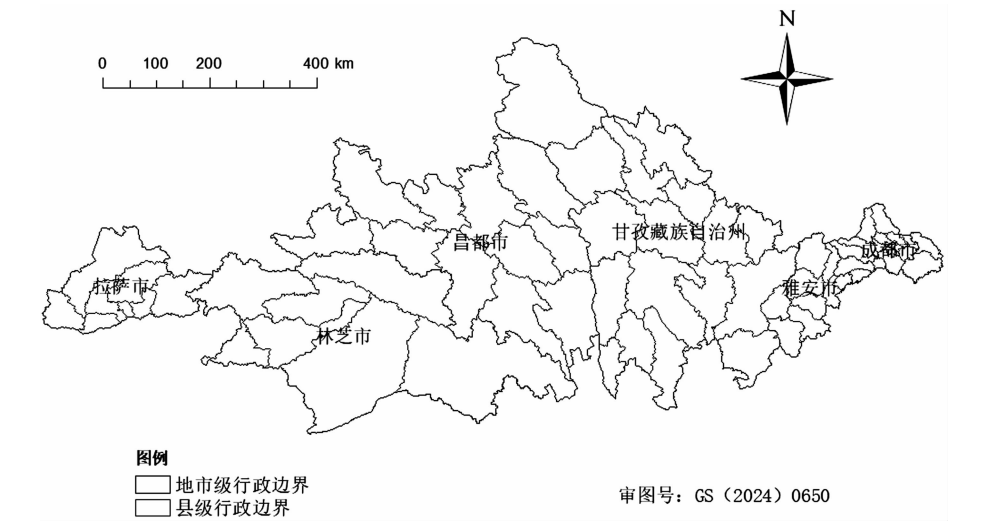 N
0 100 200 400 km
昌都市
甘孜藏族自治州
成都市
拉萨市
雅安市
林芝市
图例
地市级行政边界
县级行政边界
审图号：GS（2024）0650